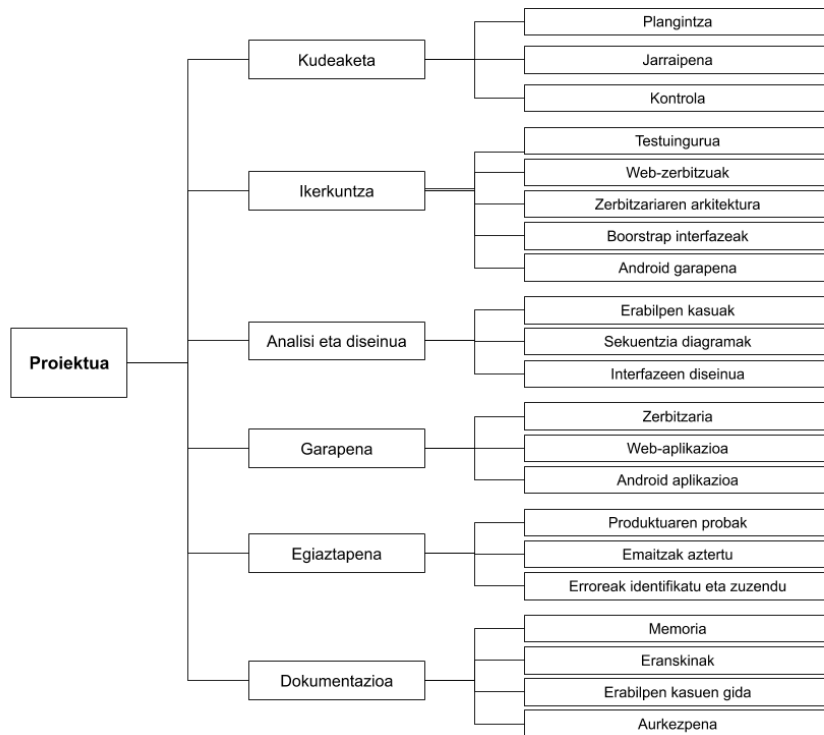 Proiektua
Kudeaketa
Plangintza
Jarraipena
Kontrola
Ikerkuntza
Testuingurua
Web-zerbitzuak
Zerbitzariaren arkitektura
Boorstrap interfazeak
Android garapena
Analisi eta diseinua
Erabilpen kasuak
Sekuentzia diagramak
Interfazeen diseinua
Garapena
Zerbitzaria
Web-aplikazioa
Android aplikazioa
Egiaztapena
Produktuaren probak
Emaitzak aztertu
Erroreak identifikatu eta zuzendu
Dokumentazioa
Memoria
Eranskinak
Erabilpen kasuen gida
Aurkezpena